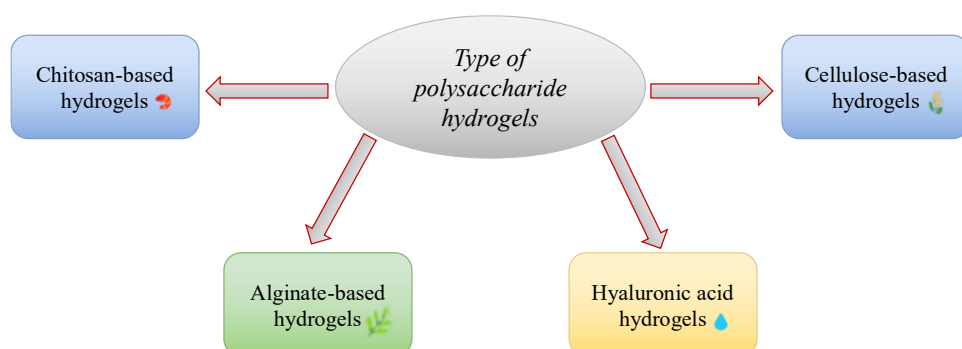 Type of
polysaccharide
hydrogels
Chitosan-based
hydrogels
Cellulose-based
hydrogels
Alginate-based
hydrogels
Hyaluronic acid
hydrogels